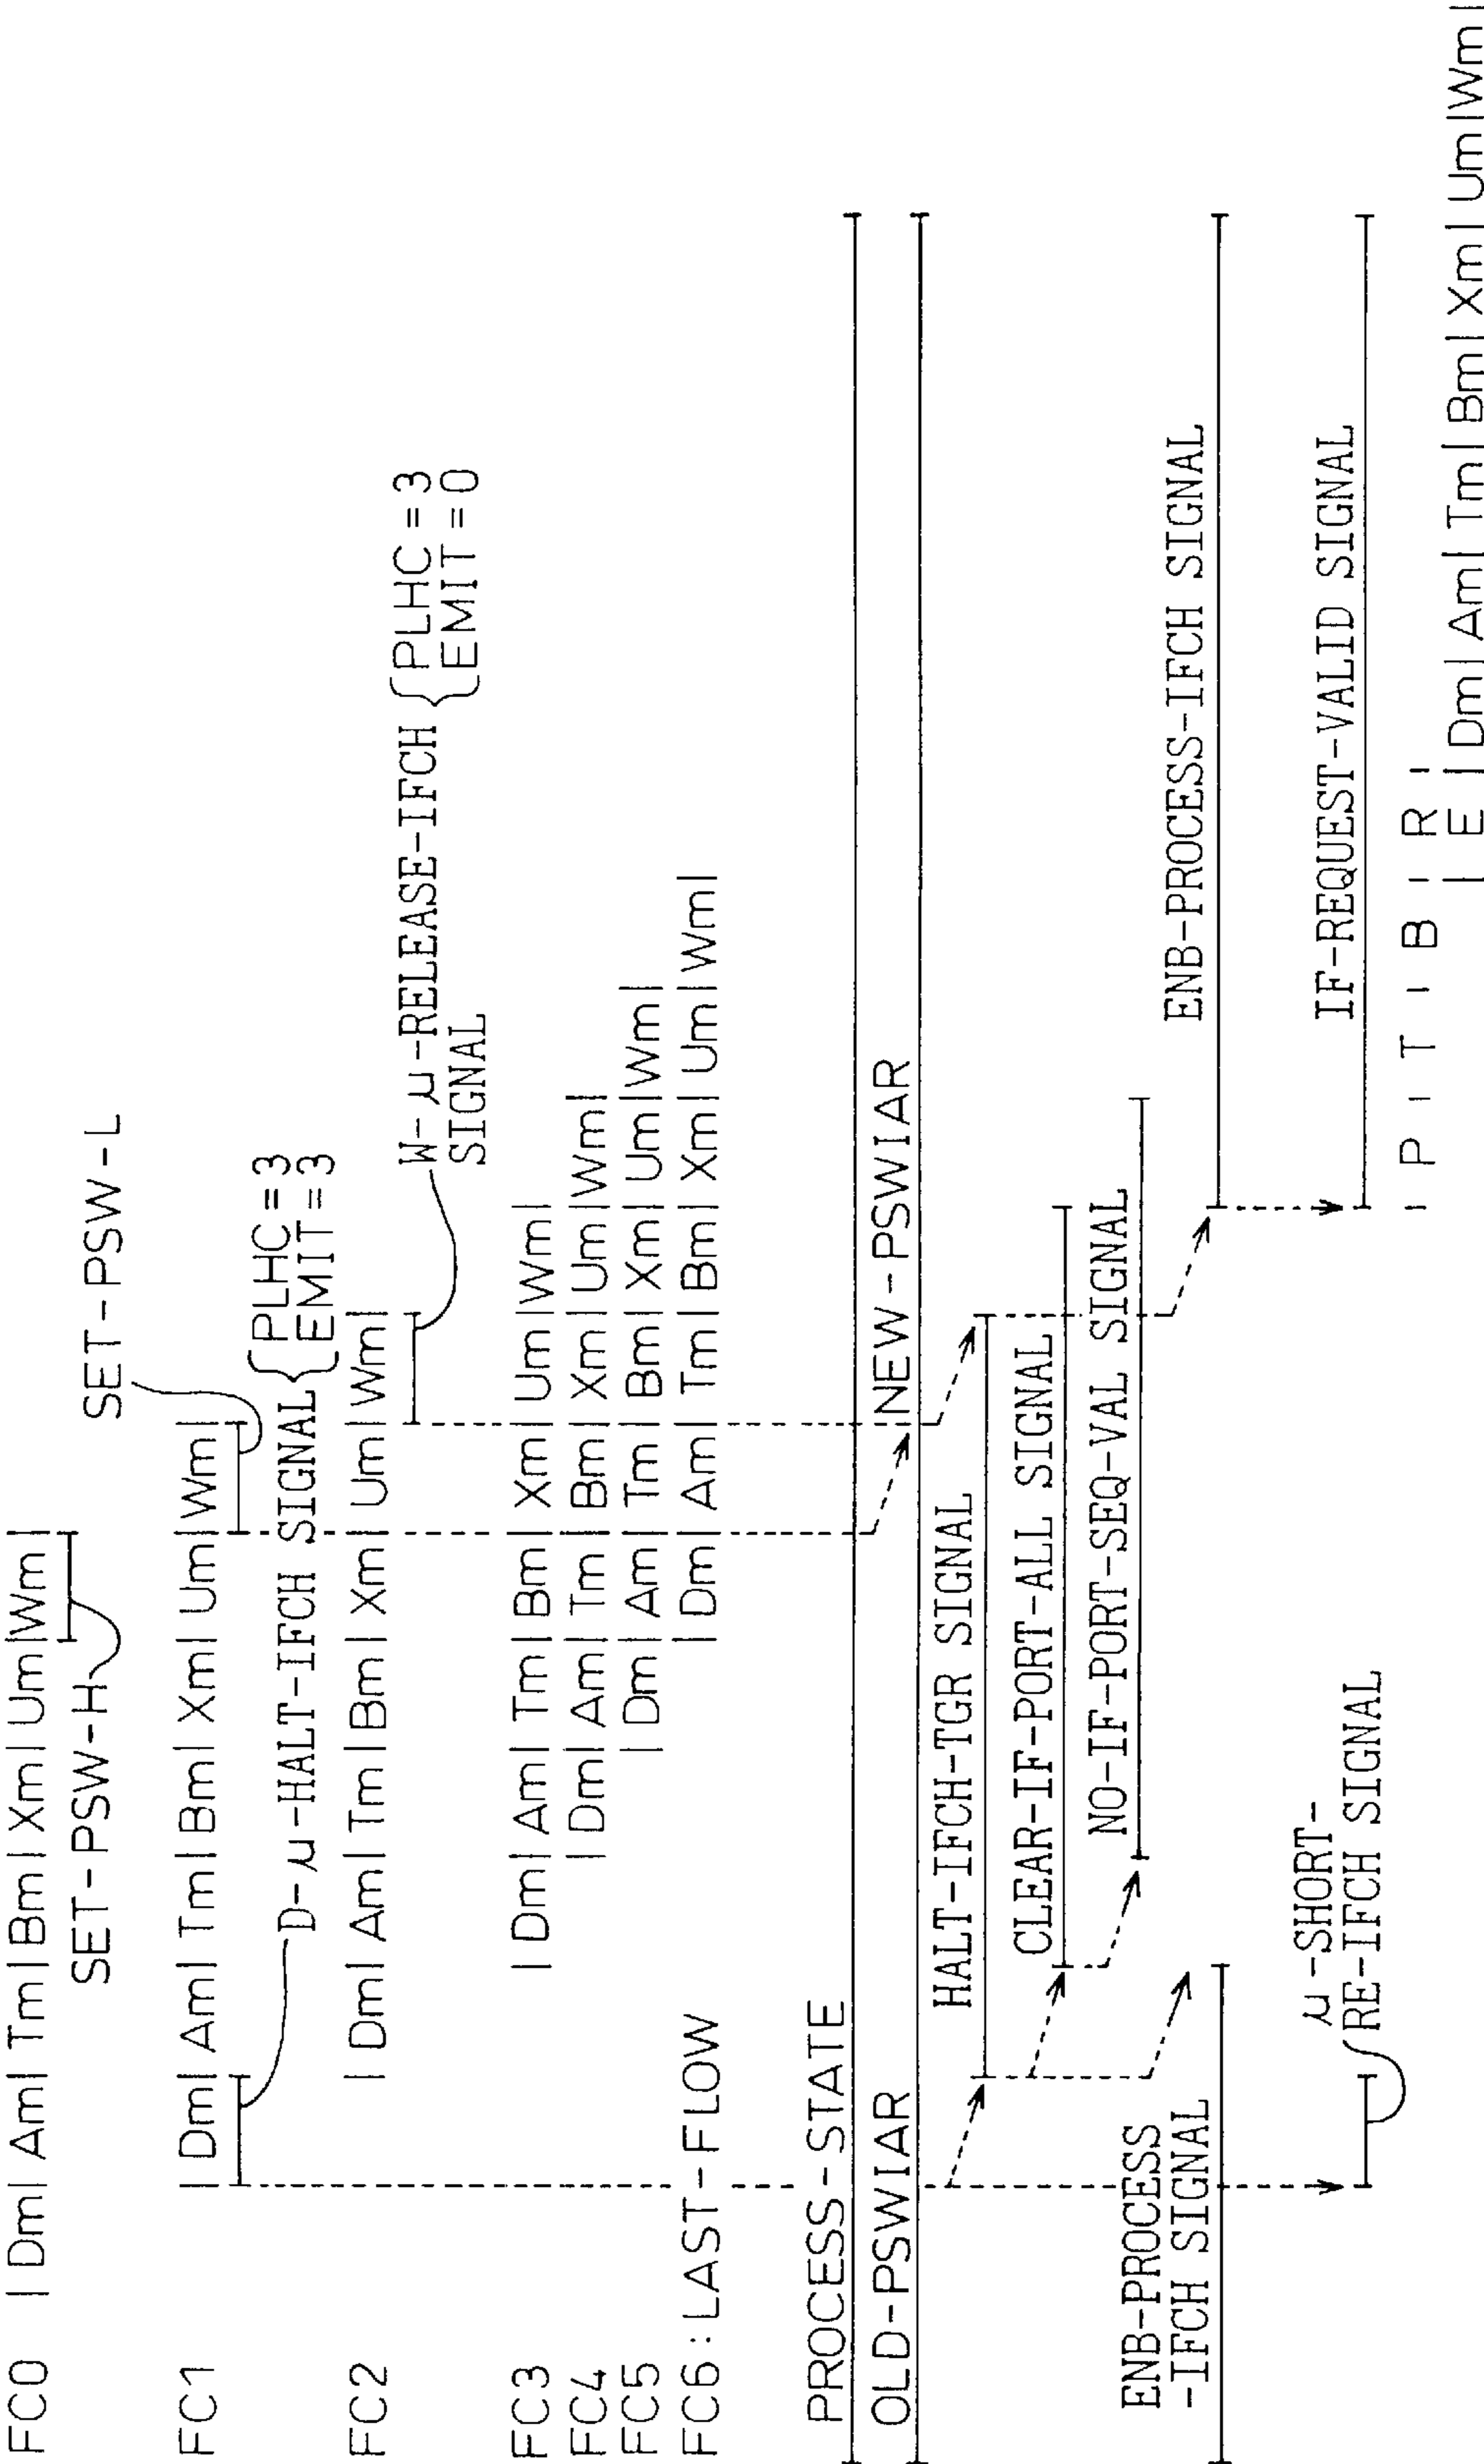 FC0 | Dm| Am| Tm|Bm| Xm|Um|Wm|
SET-PSW-H
SET-PSW-L
FC1 | Dm| Am| Tm|Bm| Xm| Um|Wm|
D-μ-HALT-IFCH SIGNAL { PLHC=3
EMIT=3
FC2 | Dm| Am|Tm|Bm| Xm| Um|Wm|
W-μ-RELEASE-IFCH { PLHC=3
SIGNAL EMIT=0
FC3 | Dm| Am| Tm|Bm| Xm| Um|Wm|
FC4 | Dm| Am| Tm| Bm| Xm|Um|Wm|
FC5 | Dm| Am| Tm| Bm| Xm| Um|Wm|
FC6:LAST-FLOW | Dm| Am| Tm|Bm| Xm| Um|Wm|
PROCESS-STATE
OLD-PSWIAR NEW-PSWIAR
HALT-IFCH-TGR SIGNAL
CLEAR-IF-PORT-ALL SIGNAL
NO-IF-PORT-SEQ-VAL SIGNAL
ENB-PROCESS
-IFCH SIGNAL
ENB-PROCESS-IFCH SIGNAL
μ-SHORT-
RE-IFCH SIGNAL
IF-REQUEST-VALID SIGNAL
| P | T | B | R |
| E | Dm| Am| Tm|Bm| Xm| Um|Wm|